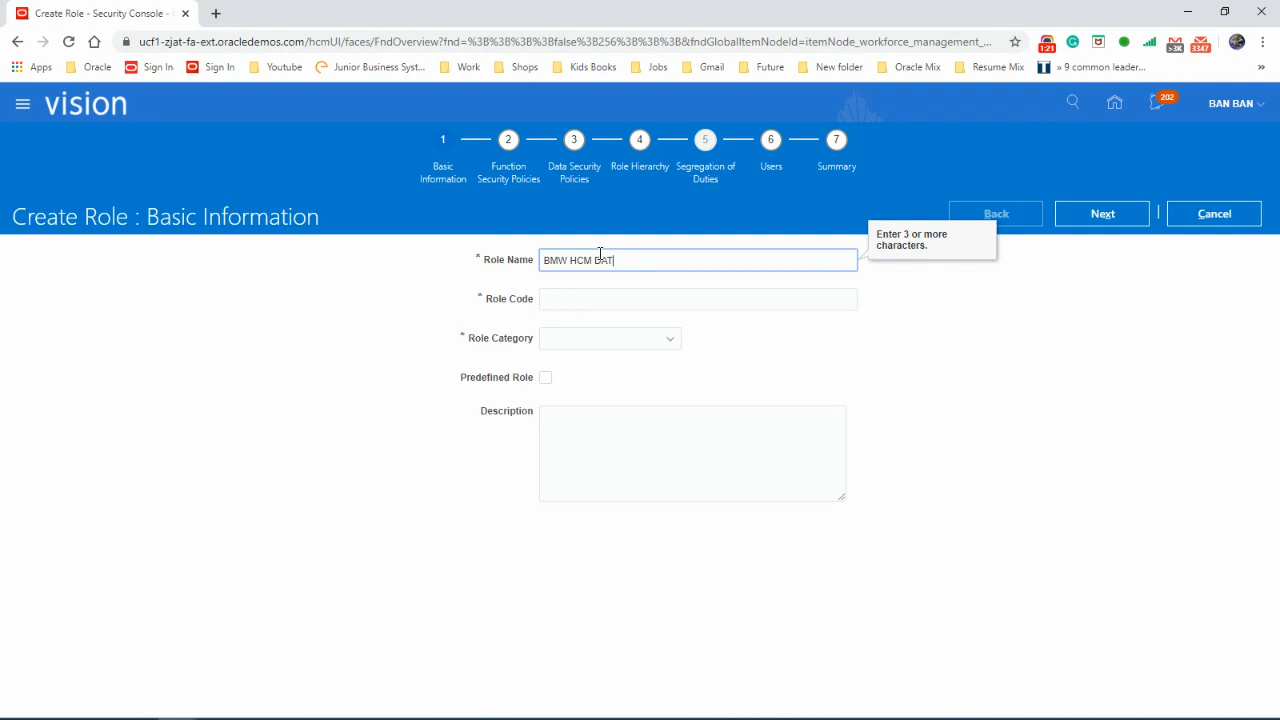 Create Role - Security Console -
ucf1-zjat-fa-ext.oracledemos.com/hcmUI/faces/FndOverview?fnd=%3B%3B%3B%3Bfalse%3B256%3B%3B%3B&fndGlobalItemNodeId=itemNode_workforce_management_...
1:21
>3K
3347
Apps Oracle Sign In Sign In Youtube Junior Business Syst... Work Shops Kids Books Jobs Gmail Future New folder Oracle Mix Resume Mix » 9 common leader... »
vision
202
BAN BAN
1 2 3 4 5 6 7
Basic Information
Function Security Policies
Data Security Policies
Role Hierarchy
Segregation of Duties
Users
Summary
Create Role : Basic Information
Back Next | Cancel
Enter 3 or more
characters.
* Role Name BMW HCM DAT
* Role Code
* Role Category
Predefined Role
Description